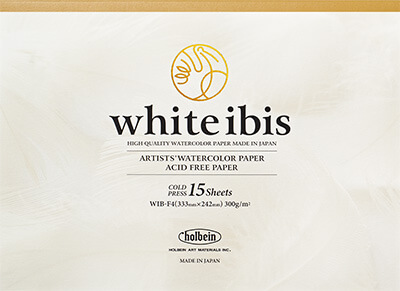 white ibis
HIGH QUALITY WATERCOLOR PAPER MADE IN JAPAN
ARTISTS' WATERCOLOR PAPER
ACID FREE PAPER
COLD PRESS 15 Sheets
WIB-F4(333mm×242mm) 300g/m²
holbein
HOLBEIN ART MATERIALS INC.
MADE IN JAPAN